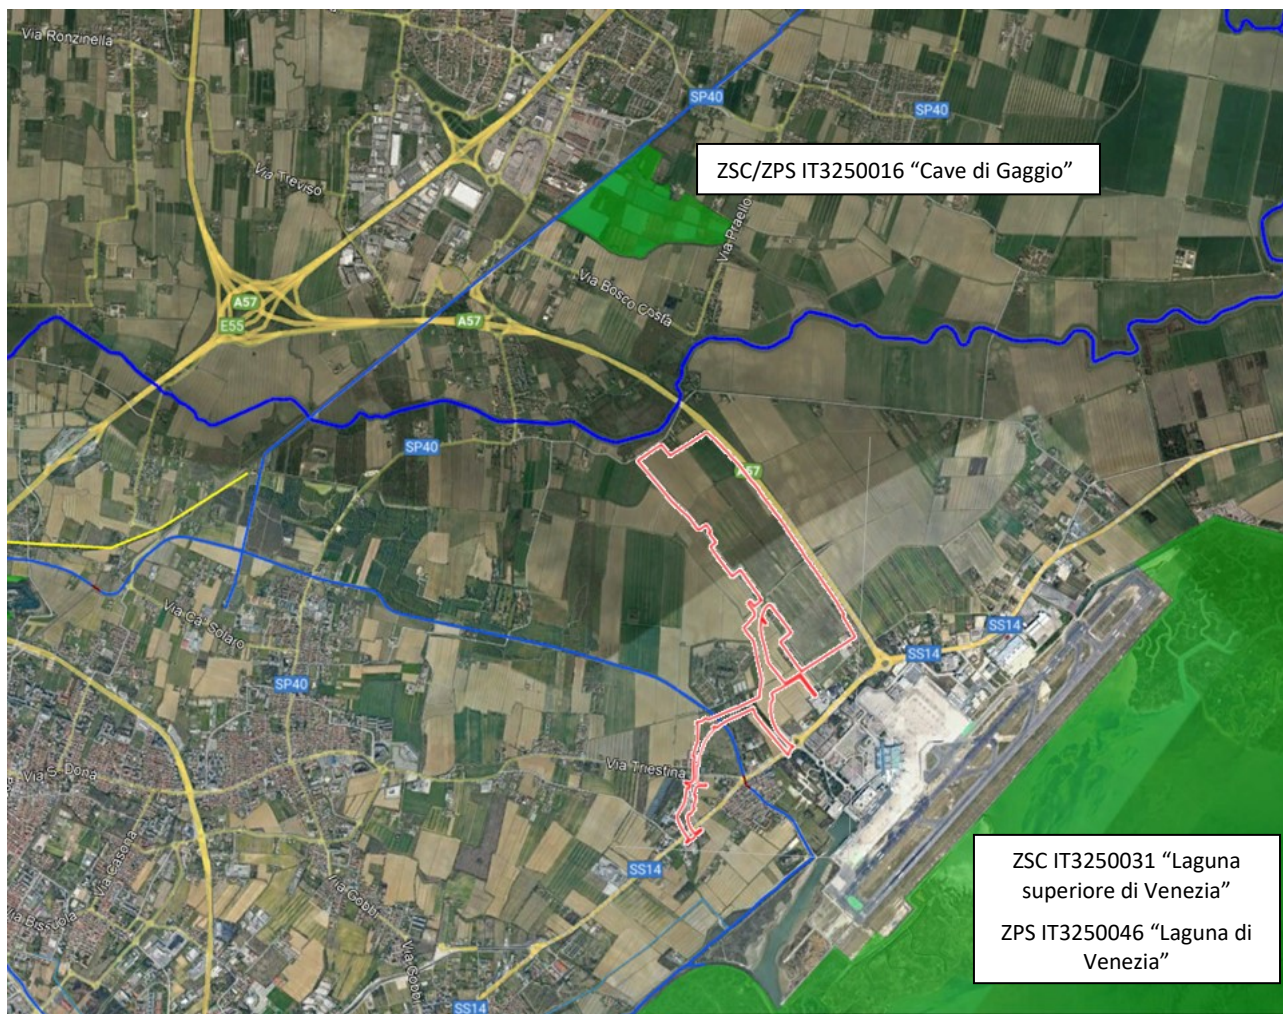 Via Ronzinella
SP40
SP40
ZSC/ZPS IT3250016 “Cave di Gaggio”
Via Treviso
Via Praello
A57
E55
A57
Via Bosco Costa
SP40
A57
Via Ca' Solaro
SS14
SS14
SP40
Via S. Donà
Via Triestina
Via Casona
SS14
ZSC IT3250031 “Laguna
superiore di Venezia”
ZPS IT3250046 “Laguna di
Venezia”
Via Gobbi
Via Bissuola
Via Gobbi
SS14